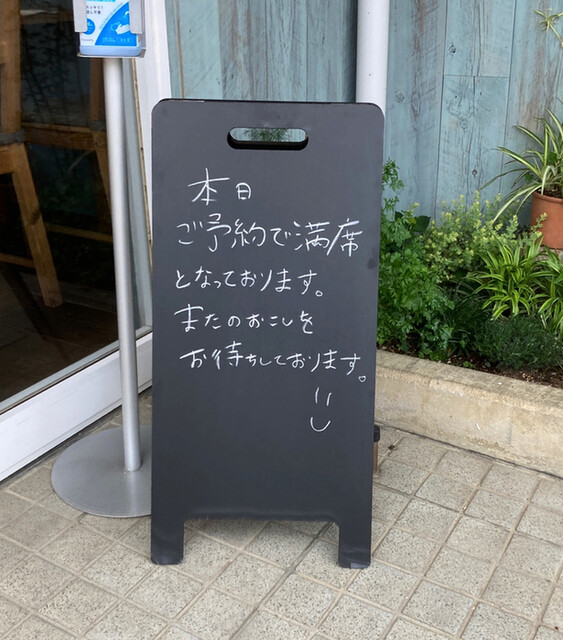 本日
ご予約で満席
となっております。
またのおこしを
お待ちしております。